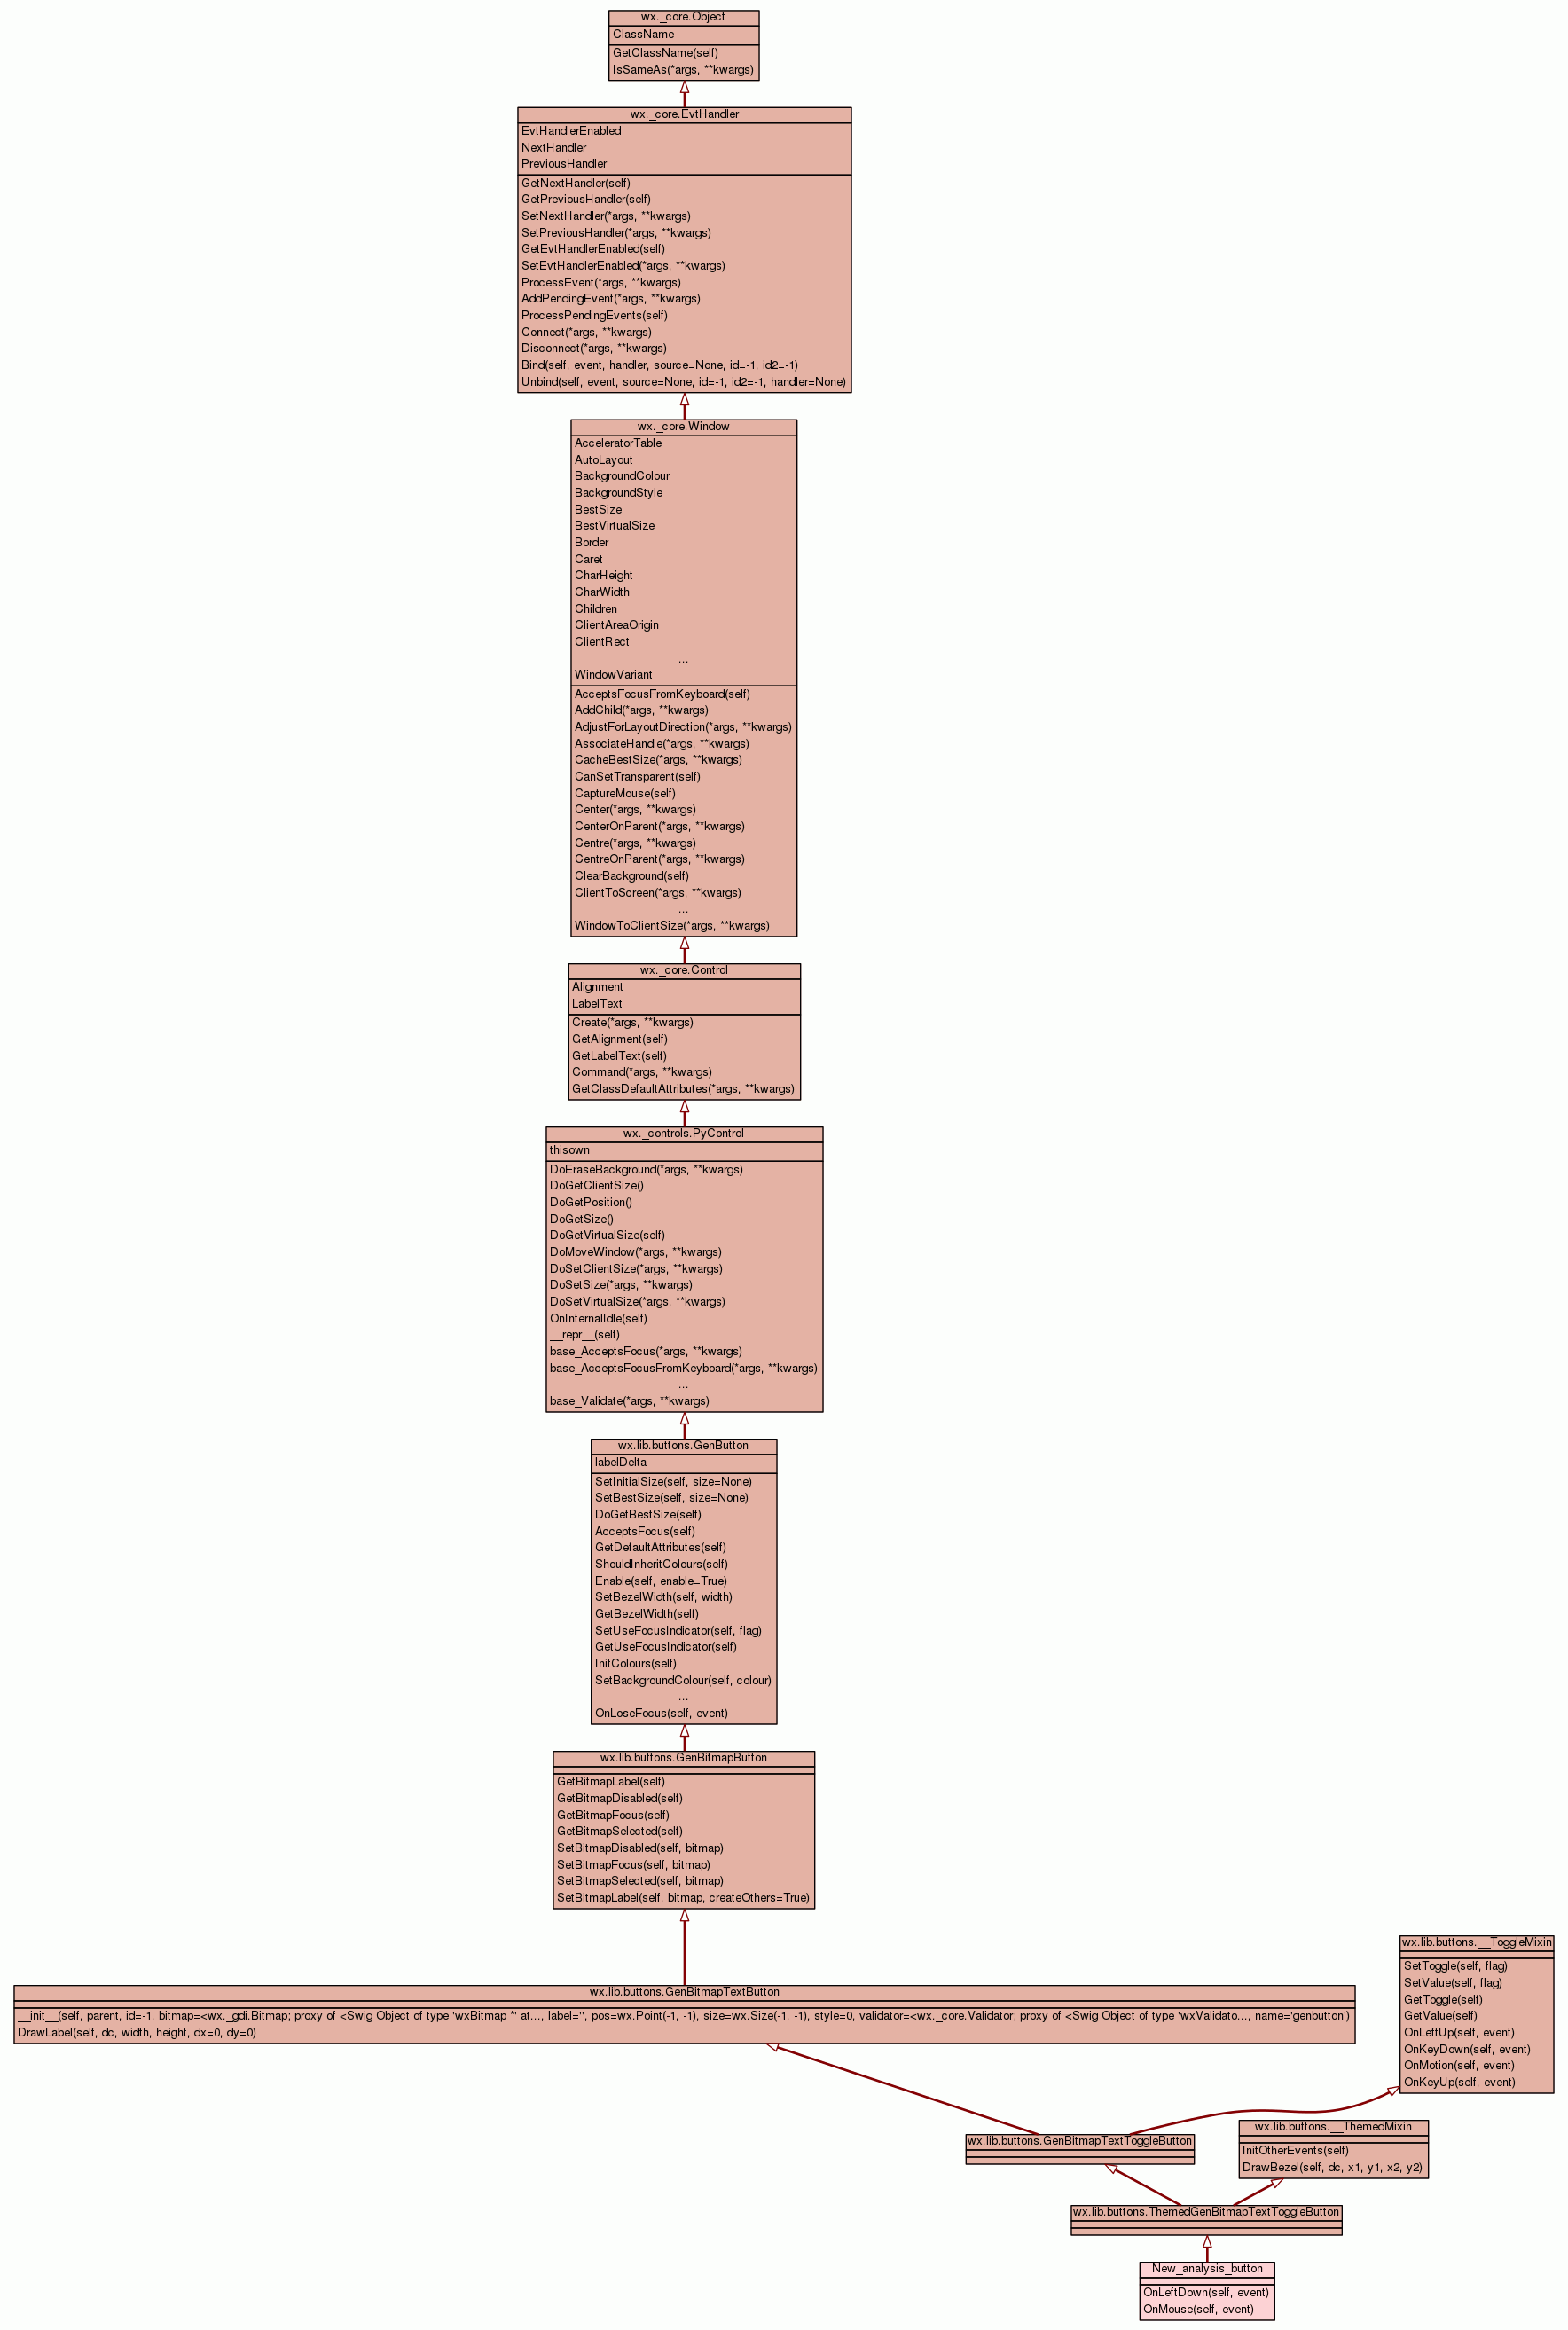 wx._core.Object
ClassName
GetClassName(self)
IsSameAs(*args, **kwargs)
wx._core.EvtHandler
EvtHandlerEnabled
NextHandler
PreviousHandler
GetNextHandler(self)
GetPreviousHandler(self)
SetNextHandler(*args, **kwargs)
SetPreviousHandler(*args, **kwargs)
GetEvtHandlerEnabled(self)
SetEvtHandlerEnabled(*args, **kwargs)
ProcessEvent(*args, **kwargs)
AddPendingEvent(*args, **kwargs)
ProcessPendingEvents(self)
Connect(*args, **kwargs)
Disconnect(*args, **kwargs)
Bind(self, event, handler, source=None, id=-1, id2=-1)
Unbind(self, event, source=None, id=-1, id2=-1, handler=None)
wx._core.Window
AcceleratorTable
AutoLayout
BackgroundColour
BackgroundStyle
BestSize
BestVirtualSize
Border
Caret
CharHeight
CharWidth
Children
ClientAreaOrigin
ClientRect
...
WindowVariant
AcceptsFocusFromKeyboard(self)
AddChild(*args, **kwargs)
AdjustForLayoutDirection(*args, **kwargs)
AssociateHandle(*args, **kwargs)
CacheBestSize(*args, **kwargs)
CanSetTransparent(self)
CaptureMouse(self)
Center(*args, **kwargs)
CenterOnParent(*args, **kwargs)
Centre(*args, **kwargs)
CentreOnParent(*args, **kwargs)
ClearBackground(self)
ClientToScreen(*args, **kwargs)
...
WindowToClientSize(*args, **kwargs)
wx._core.Control
Alignment
LabelText
Create(*args, **kwargs)
GetAlignment(self)
GetLabelText(self)
Command(*args, **kwargs)
GetClassDefaultAttributes(*args, **kwargs)
wx._controls.PyControl
thisown
DoEraseBackground(*args, **kwargs)
DoGetClientSize()
DoGetPosition()
DoGetSize()
DoGetVirtualSize(self)
DoMoveWindow(*args, **kwargs)
DoSetClientSize(*args, **kwargs)
DoSetSize(*args, **kwargs)
DoSetVirtualSize(*args, **kwargs)
OnInternalIdle(self)
__repr__(self)
base_AcceptsFocus(*args, **kwargs)
base_AcceptsFocusFromKeyboard(*args, **kwargs)
...
base_Validate(*args, **kwargs)
wx.lib.buttons.GenButton
labelDelta
SetInitialSize(self, size=None)
SetBestSize(self, size=None)
DoGetBestSize(self)
AcceptsFocus(self)
GetDefaultAttributes(self)
ShouldInheritColours(self)
Enable(self, enable=True)
SetBezelWidth(self, width)
GetBezelWidth(self)
SetUseFocusIndicator(self, flag)
GetUseFocusIndicator(self)
InitColours(self)
SetBackgroundColour(self, colour)
...
OnLoseFocus(self, event)
wx.lib.buttons.GenBitmapButton
GetBitmapLabel(self)
GetBitmapDisabled(self)
GetBitmapFocus(self)
GetBitmapSelected(self)
SetBitmapDisabled(self, bitmap)
SetBitmapFocus(self, bitmap)
SetBitmapSelected(self, bitmap)
SetBitmapLabel(self, bitmap, createOthers=True)
wx.lib.buttons.GenBitmapTextButton
__init__(self, parent, id=-1, bitmap=<wx._gdi.Bitmap; proxy of <Swig Object of type 'wxBitmap *' at..., label='', pos=wx.Point(-1, -1), size=wx.Size(-1, -1), style=0, validator=<wx._core.Validator; proxy of <Swig Object of type 'wxValidato..., name='genbutton')
DrawLabel(self, dc, width, height, dx=0, dy=0)
wx.lib.buttons.__ToggleMixin
SetToggle(self, flag)
SetValue(self, flag)
GetToggle(self)
GetValue(self)
OnLeftUp(self, event)
OnKeyDown(self, event)
OnMotion(self, event)
OnKeyUp(self, event)
wx.lib.buttons.GenBitmapTextToggleButton
wx.lib.buttons.__ThemedMixin
InitOtherEvents(self)
DrawBezel(self, dc, x1, y1, x2, y2)
wx.lib.buttons.ThemedGenBitmapTextToggleButton
New_analysis_button
OnLeftDown(self, event)
OnMouse(self, event)